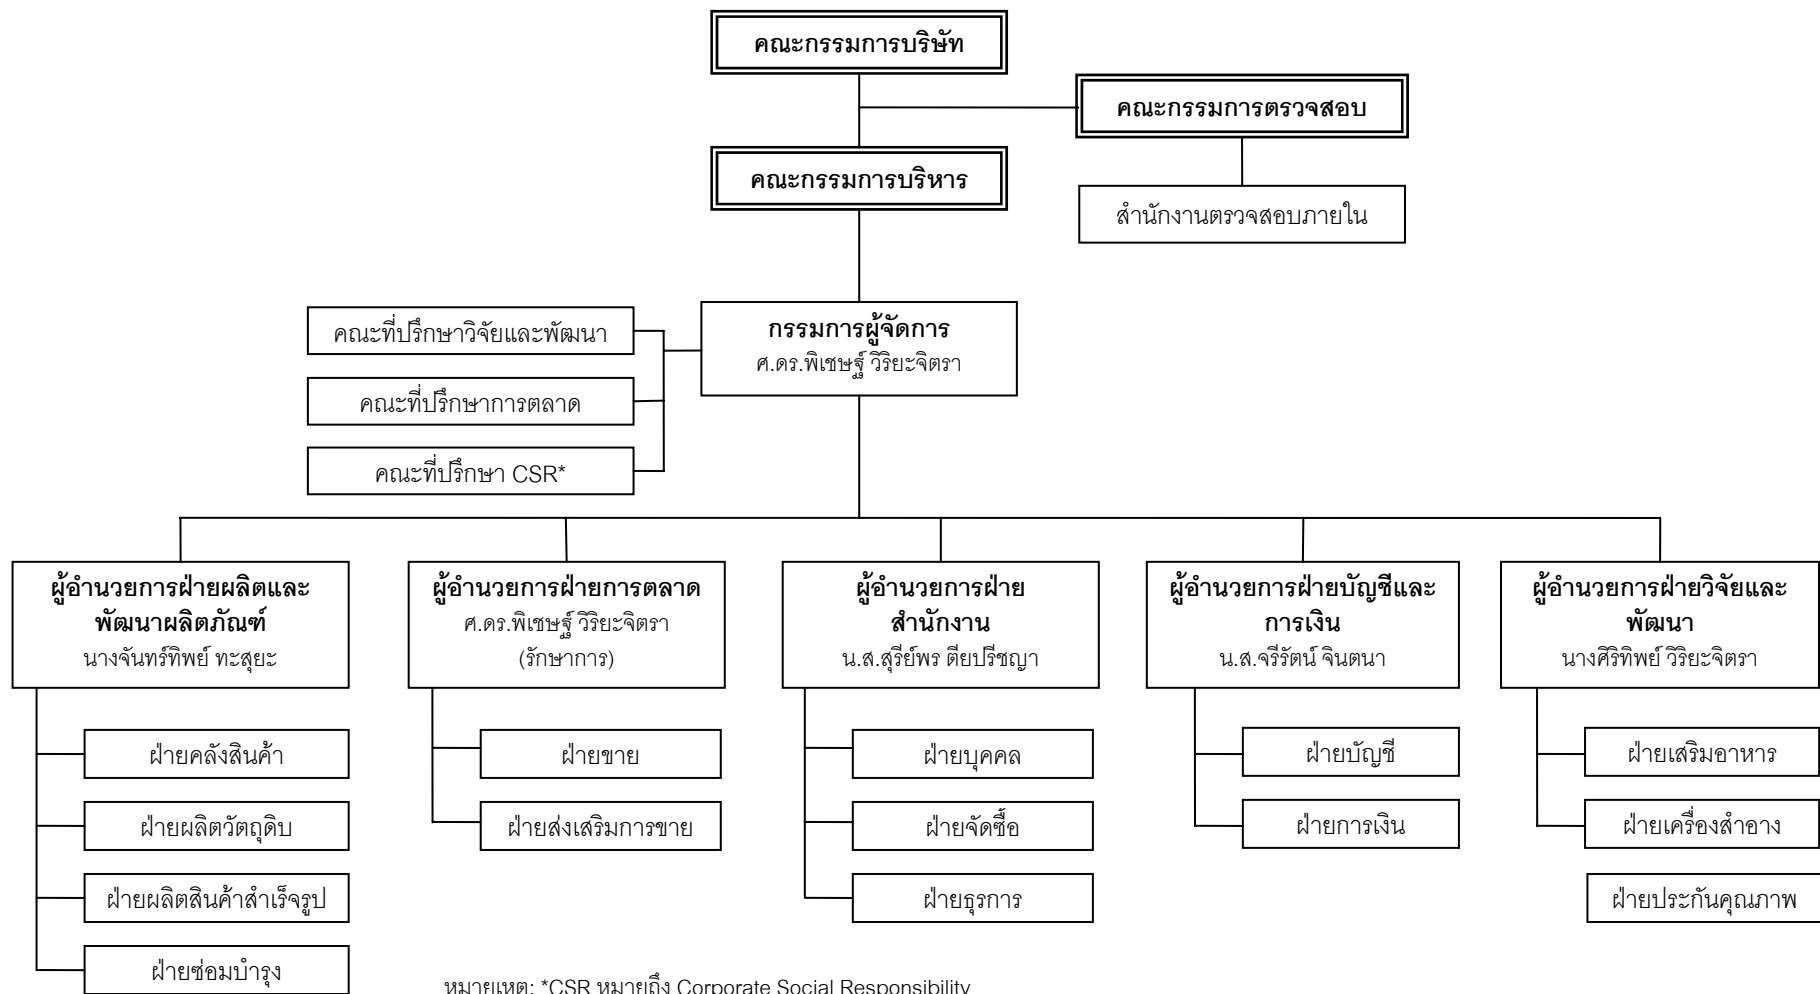 คณะกรรมการบริษัท
คณะกรรมการตรวจสอบ
คณะกรรมการบริหาร
สำนักงานตรวจสอบภายใน
คณะที่ปรึกษาวิจัยและพัฒนา
กรรมการผู้จัดการ
ศ.ดร.พิเชษฐ์ วิริยะจิตรา
คณะที่ปรึกษาการตลาด
คณะที่ปรึกษา CSR*
ผู้อำนวยการฝ่ายผลิตและ
พัฒนาผลิตภัณฑ์
นางจันทร์ทิพย์ ทะสุยะ
ฝ่ายคลังสินค้า
ฝ่ายผลิตวัตถุดิบ
ฝ่ายผลิตสินค้าสำเร็จรูป
ฝ่ายซ่อมบำรุง
ผู้อำนวยการฝ่ายการตลาด
ศ.ดร.พิเชษฐ์ วิริยะจิตรา
(รักษาการ)
ฝ่ายขาย
ฝ่ายส่งเสริมการขาย
ผู้อำนวยการฝ่าย
สำนักงาน
น.ส.สุรีย์พร ตียปรีชญา
ฝ่ายบุคคล
ฝ่ายจัดซื้อ
ฝ่ายธุรการ
ผู้อำนวยการฝ่ายบัญชีและ
การเงิน
น.ส.จรีรัตน์ จินตนา
ฝ่ายบัญชี
ฝ่ายการเงิน
ผู้อำนวยการฝ่ายวิจัยและ
พัฒนา
นางศิริทิพย์ วิริยะจิตรา
ฝ่ายเสริมอาหาร
ฝ่ายเครื่องสำอาง
ฝ่ายประกันคุณภาพ
หมายเหตุ: *CSR หมายถึง Corporate Social Responsibility